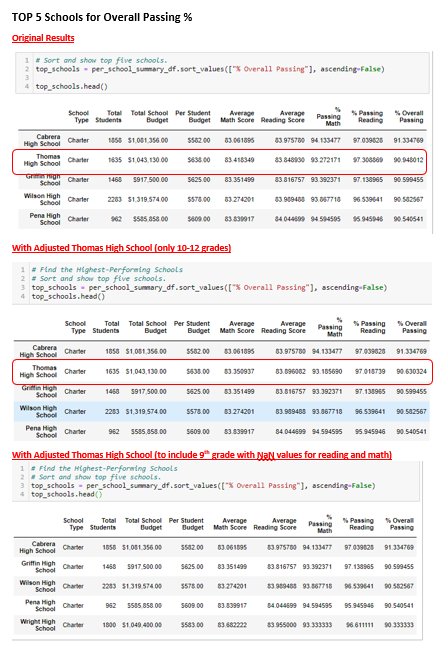 TOP 5 Schools for Overall Passing %
Original Results
1 # Sort and show top five schools.
2 top_schools = per_school_summary_df.sort_values(["% Overall Passing"], ascending=False)
3
4 top_schools.head()
School Type Total Students Total School Budget Per Student Budget Average Math Score Average Reading Score % Passing Math % Passing Reading % Overall Passing
Cabrera High School Charter 1858 $1,081,356.00 $582.00 83.061895 83.975780 94.133477 97.039828 91.334769
Thomas High School Charter 1635 $1,043,130.00 $638.00 83.418349 83.848930 93.272171 97.308869 90.948012
Griffin High School Charter 1468 $917,500.00 $625.00 83.351499 83.816757 93.392371 97.138965 90.599455
Wilson High School Charter 2283 $1,319,574.00 $578.00 83.274201 83.989488 93.867718 96.539641 90.582567
Pena High School Charter 962 $585,858.00 $609.00 83.839917 84.044699 94.594595 95.945946 90.540541
With Adjusted Thomas High School (only 10-12 grades)
1 # Find the Highest-Performing Schools
2 # Sort and show top five schools.
3 top_schools = per_school_summary_df.sort_values(["% Overall Passing"], ascending=False)
4 top_schools.head()
School Type Total Students Total School Budget Per Student Budget Average Math Score Average Reading Score % Passing Math % Passing Reading % Overall Passing
Cabrera High School Charter 1858 $1,081,356.00 $582.00 83.061895 83.975780 94.133477 97.039828 91.334769
Thomas High School Charter 1635 $1,043,130.00 $638.00 83.350937 83.896082 93.185690 97.018739 90.630324
Griffin High School Charter 1468 $917,500.00 $625.00 83.351499 83.816757 93.392371 97.138965 90.599455
Wilson High School Charter 2283 $1,319,574.00 $578.00 83.274201 83.989488 93.867718 96.539641 90.582567
Pena High School Charter 962 $585,858.00 $609.00 83.839917 84.044699 94.594595 95.945946 90.540541
With Adjusted Thomas High School (to include 9th grade with NaN values for reading and math)
1 # Find the Highest-Performing Schools
2 # Sort and show top five schools.
3 top_schools = per_school_summary_df.sort_values(["% Overall Passing"], ascending=False)
4 top_schools.head()
School Type Total Students Total School Budget Per Student Budget Average Math Score Average Reading Score % Passing Math % Passing Reading % Overall Passing
Cabrera High School Charter 1858 $1,081,356.00 $582.00 83.061895 83.975780 94.133477 97.039828 91.334769
Griffin High School Charter 1468 $917,500.00 $625.00 83.351499 83.816757 93.392371 97.138965 90.599455
Wilson High School Charter 2283 $1,319,574.00 $578.00 83.274201 83.989488 93.867718 96.539641 90.582567
Pena High School Charter 962 $585,858.00 $609.00 83.839917 84.044699 94.594595 95.945946 90.540541
Wright High School Charter 1800 $1,049,400.00 $583.00 83.682222 83.955000 93.333333 96.611111 90.333333